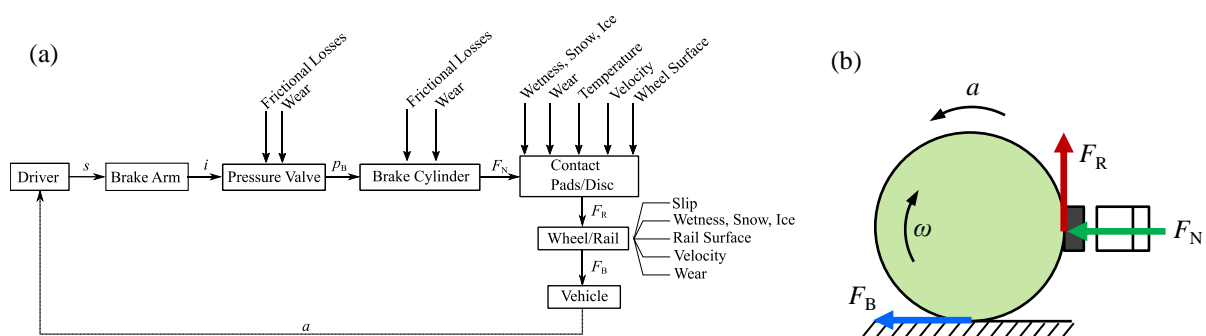 (a)
Frictional Losses
Wear
Frictional Losses
Wear
Wetness, Snow, Ice
Wear
Temperature
Velocity
Wheel Surface
Driver
s
Brake Arm
i
Pressure Valve
pB
Brake Cylinder
FN
Contact
Pads/Disc
FR
Wheel/Rail
Slip
Wetness, Snow, Ice
Rail Surface
Velocity
Wear
FB
Vehicle
a
(b)
a
FR
ω
FN
FB